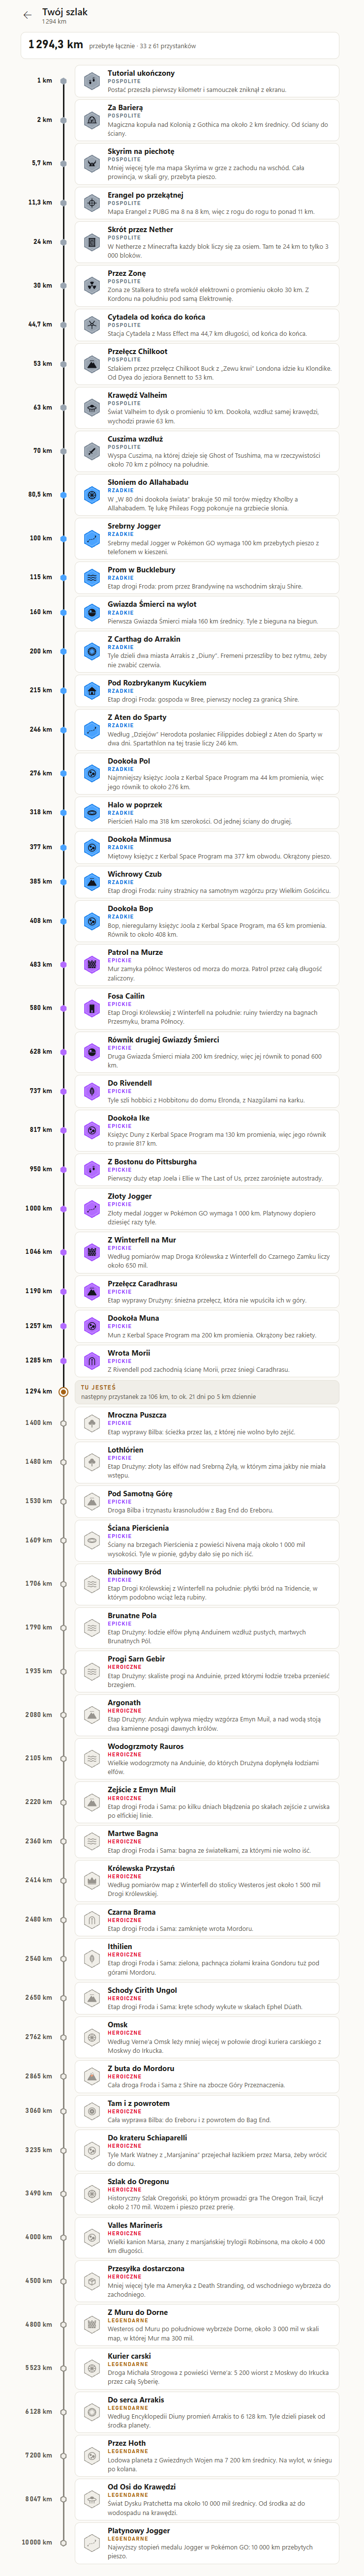 Twój szlak
1 294 km
1 294,3 km przebyte łącznie · 33 z 61 przystanków
1 km
Tutorial ukończony
POSPOLITE
Postać przeszła pierwszy kilometr i samouczek zniknął z ekranu.
2 km
Za Barierą
POSPOLITE
Magiczna kopuła nad Kolonią z Gothica ma około 2 km średnicy. Od ściany do
ściany.
5,7 km
Skyrim na piechotę
POSPOLITE
Mniej więcej tyle ma mapa Skyrima w grze z zachodu na wschód. Cała
prowincja, w skali gry, przebyta pieszo.
11,3 km
Erangel po przekątnej
POSPOLITE
Mapa Erangel z PUBG ma 8 na 8 km, więc z rogu do rogu to ponad 11 km.
24 km
Skrót przez Nether
POSPOLITE
W Netherze z Minecrafta każdy blok liczy się za osiem. Tam te 24 km to tylko 3
000 bloków.
30 km
Przez Zonę
POSPOLITE
Zona ze Stalkera to strefa wokół elektrowni o promieniu około 30 km. Z
Kordonu na południu pod samą Elektrownię.
44,7 km
Cytadela od końca do końca
POSPOLITE
Stacja Cytadela z Mass Effect ma 44,7 km długości, od końca do końca.
53 km
Przełęcz Chilkoot
POSPOLITE
Szlakiem przez przełęcz Chilkoot Buck z „Zewu krwi” Londona idzie ku Klondike.
Od Dyea do jeziora Bennett to 53 km.
63 km
Krawędź Valheim
POSPOLITE
Świat Valheim to dysk o promieniu 10 km. Dookoła, wzdłuż samej krawędzi,
wychodzi prawie 63 km.
70 km
Cuszima wzdłuż
POSPOLITE
Wyspa Cuszima, na której dzieje się Ghost of Tsushima, ma w rzeczywistości
około 70 km z północy na południe.
80,5 km
Słoniem do Allahabadu
RZADKIE
W „W 80 dni dookoła świata” brakuje 50 mil torów między Kholby a
Allahabadem. Tę lukę Phileas Fogg pokonuje na grzbiecie słonia.
100 km
Srebrny Jogger
RZADKIE
Srebrny medal Jogger w Pokémon GO wymaga 100 km przebytych pieszo z
telefonem w kieszeni.
115 km
Prom w Bucklebury
RZADKIE
Etap drogi Froda: prom przez Brandywinę na wschodnim skraju Shire.
160 km
Gwiazda Śmierci na wylot
RZADKIE
Pierwsza Gwiazda Śmierci miała 160 km średnicy. Tyle z bieguna na biegun.
200 km
Z Carthag do Arrakin
RZADKIE
Tyle dzieli dwa miasta Arrakis z „Diuny”. Fremeni przeszliby to bez rytmu, żeby
nie zwabić czerwia.
215 km
Pod Rozbrykanym Kucykiem
RZADKIE
Etap drogi Froda: gospoda w Bree, pierwszy nocleg za granicą Shire.
246 km
Z Aten do Sparty
RZADKIE
Według „Dziejów” Herodota posłaniec Filippides dobiegł z Aten do Sparty w
dwa dni. Spartathlon na tej trasie liczy 246 km.
276 km
Dookoła Pol
RZADKIE
Najmniejszy księżyc Joola z Kerbal Space Program ma 44 km promienia, więc
jego równik to około 276 km.
318 km
Halo w poprzek
RZADKIE
Pierścień Halo ma 318 km szerokości. Od jednej ściany do drugiej.
377 km
Dookoła Minmusa
RZADKIE
Miętowy księżyc z Kerbal Space Program ma 377 km obwodu. Okrążony pieszo.
385 km
Wichrowy Czub
RZADKIE
Etap drogi Froda: ruiny strażnicy na samotnym wzgórzu przy Wielkim Gościńcu.
408 km
Dookoła Bop
RZADKIE
Bop, nieregularny księżyc Joola z Kerbal Space Program, ma 65 km promienia.
Równik to około 408 km.
483 km
Patrol na Murze
EPICKIE
Mur zamyka północ Westeros od morza do morza. Patrol przez całą długość
zaliczony.
580 km
Fosa Cailin
EPICKIE
Etap Drogi Królewskiej z Winterfell na południe: ruiny twierdzy na bagnach
Przesmyku, brama Północy.
628 km
Równik drugiej Gwiazdy Śmierci
EPICKIE
Druga Gwiazda Śmierci miała 200 km średnicy, więc jej równik to ponad 600
km.
737 km
Do Rivendell
EPICKIE
Tyle szli hobbici z Hobbitonu do domu Elronda, z Nazgûlami na karku.
817 km
Dookoła Ike
EPICKIE
Księżyc Duny z Kerbal Space Program ma 130 km promienia, więc jego równik
to prawie 817 km.
950 km
Z Bostonu do Pittsburgha
EPICKIE
Pierwszy duży etap Joela i Ellie w The Last of Us, przez zarośnięte autostrady.
1 000 km
Złoty Jogger
EPICKIE
Złoty medal Jogger w Pokémon GO wymaga 1 000 km. Platynowy dopiero
dziesięć razy tyle.
1 046 km
Z Winterfell na Mur
EPICKIE
Według pomiarów map Droga Królewska z Winterfell do Czarnego Zamku liczy
około 650 mil.
1 190 km
Przełęcz Caradhrasu
EPICKIE
Etap wyprawy Drużyny: śnieżna przełęcz, która nie wpuściła ich w góry.
1 257 km
Dookoła Muna
EPICKIE
Mun z Kerbal Space Program ma 200 km promienia. Okrążony bez rakiety.
1 285 km
Wrota Morii
EPICKIE
Z Rivendell pod zachodnią ścianę Morii, przez śniegi Caradhrasu.
1 294 km
TU JESTEŚ
następny przystanek za 106 km, to ok. 21 dni po 5 km dziennie
1 400 km
Mroczna Puszcza
EPICKIE
Etap wyprawy Bilba: ścieżka przez las, z której nie wolno było zejść.
1 480 km
Lothlórien
EPICKIE
Etap Drużyny: złoty las elfów nad Srebrną Żyłą, w którym zima jakby nie miała
wstępu.
1 530 km
Pod Samotną Górę
EPICKIE
Droga Bilba i trzynastu krasnoludów z Bag End do Ereboru.
1 609 km
Ściana Pierścienia
EPICKIE
Ściany na brzegach Pierścienia z powieści Nivena mają około 1 000 mil
wysokości. Tyle w pionie, gdyby dało się po nich iść.
1 706 km
Rubinowy Bród
EPICKIE
Etap Drogi Królewskiej z Winterfell na południe: płytki bród na Tridencie, w
którym podobno wciąż leżą rubiny.
1 790 km
Brunatne Pola
EPICKIE
Etap Drużyny: łodzie elfów płyną Anduinem wzdłuż pustych, martwych
Brunatnych Pól.
1 935 km
Progi Sarn Gebir
HEROICZNE
Etap Drużyny: skaliste progi na Anduinie, przed którymi łodzie trzeba przenieść
brzegiem.
2 080 km
Argonath
HEROICZNE
Etap Drużyny: Anduin wpływa między wzgórza Emyn Muil, a nad wodą stoją
dwa kamienne posągi dawnych królów.
2 105 km
Wodogrzmoty Rauros
HEROICZNE
Wielkie wodogrzmoty na Anduinie, do których Drużyna dopłynęła łodziami
elfów.
2 220 km
Zejście z Emyn Muil
HEROICZNE
Etap drogi Froda i Sama: po kilku dniach błądzenia po skałach zejście z urwiska
po elfickiej linie.
2 360 km
Martwe Bagna
HEROICZNE
Etap drogi Froda i Sama: bagna ze światełkami, za którymi nie wolno iść.
2 414 km
Królewska Przystań
HEROICZNE
Według pomiarów map z Winterfell do stolicy Westeros jest około 1 500 mil
Drogi Królewskiej.
2 480 km
Czarna Brama
HEROICZNE
Etap drogi Froda i Sama: zamknięte wrota Mordoru.
2 540 km
Ithilien
HEROICZNE
Etap drogi Froda i Sama: zielona, pachnąca ziołami kraina Gondoru tuż pod
górami Mordoru.
2 650 km
Schody Cirith Ungol
HEROICZNE
Etap drogi Froda i Sama: kręte schody wykute w skałach Ephel Dúath.
2 762 km
Omsk
HEROICZNE
Według Verne'a Omsk leży mniej więcej w połowie drogi kuriera carskiego z
Moskwy do Irkucka.
2 865 km
Z buta do Mordoru
HEROICZNE
Cała droga Froda i Sama z Shire na zbocze Góry Przeznaczenia.
3 060 km
Tam i z powrotem
HEROICZNE
Cała wyprawa Bilba: do Ereboru i z powrotem do Bag End.
3 235 km
Do krateru Schiaparelli
HEROICZNE
Tyle Mark Watney z „Marsjanina” przejechał łazikiem przez Marsa, żeby wrócić
do domu.
3 490 km
Szlak do Oregonu
HEROICZNE
Historyczny Szlak Oregoński, po którym prowadzi gra The Oregon Trail, liczył
około 2 170 mil. Wozem i pieszo przez prerię.
4 000 km
Valles Marineris
HEROICZNE
Wielki kanion Marsa, znany z marsjańskiej trylogii Robinsona, ma około 4 000
km długości.
4 500 km
Przesyłka dostarczona
HEROICZNE
Mniej więcej tyle ma Ameryka z Death Stranding, od wschodniego wybrzeża do
zachodniego.
4 800 km
Z Muru do Dorne
LEGENDARNE
Westeros od Muru po południowe wybrzeże Dorne, około 3 000 mil w skali
map, w której Mur ma 300 mil.
5 523 km
Kurier carski
LEGENDARNE
Droga Michała Strogowa z powieści Verne'a: 5 200 wiorst z Moskwy do Irkucka
przez całą Syberię.
6 128 km
Do serca Arrakis
LEGENDARNE
Według Encyklopedii Diuny promień Arrakis to 6 128 km. Tyle dzieli piasek od
środka planety.
7 200 km
Przez Hoth
LEGENDARNE
Lodowa planeta z Gwiezdnych Wojen ma 7 200 km średnicy. Na wylot, w śniegu
po kolana.
8 047 km
Od Osi do Krawędzi
LEGENDARNE
Świat Dysku Pratchetta ma około 10 000 mil średnicy. Od środka aż do
wodospadu na krawędzi.
10 000 km
Platynowy Jogger
LEGENDARNE
Najwyższy stopień medalu Jogger w Pokémon GO: 10 000 km przebytych
pieszo.